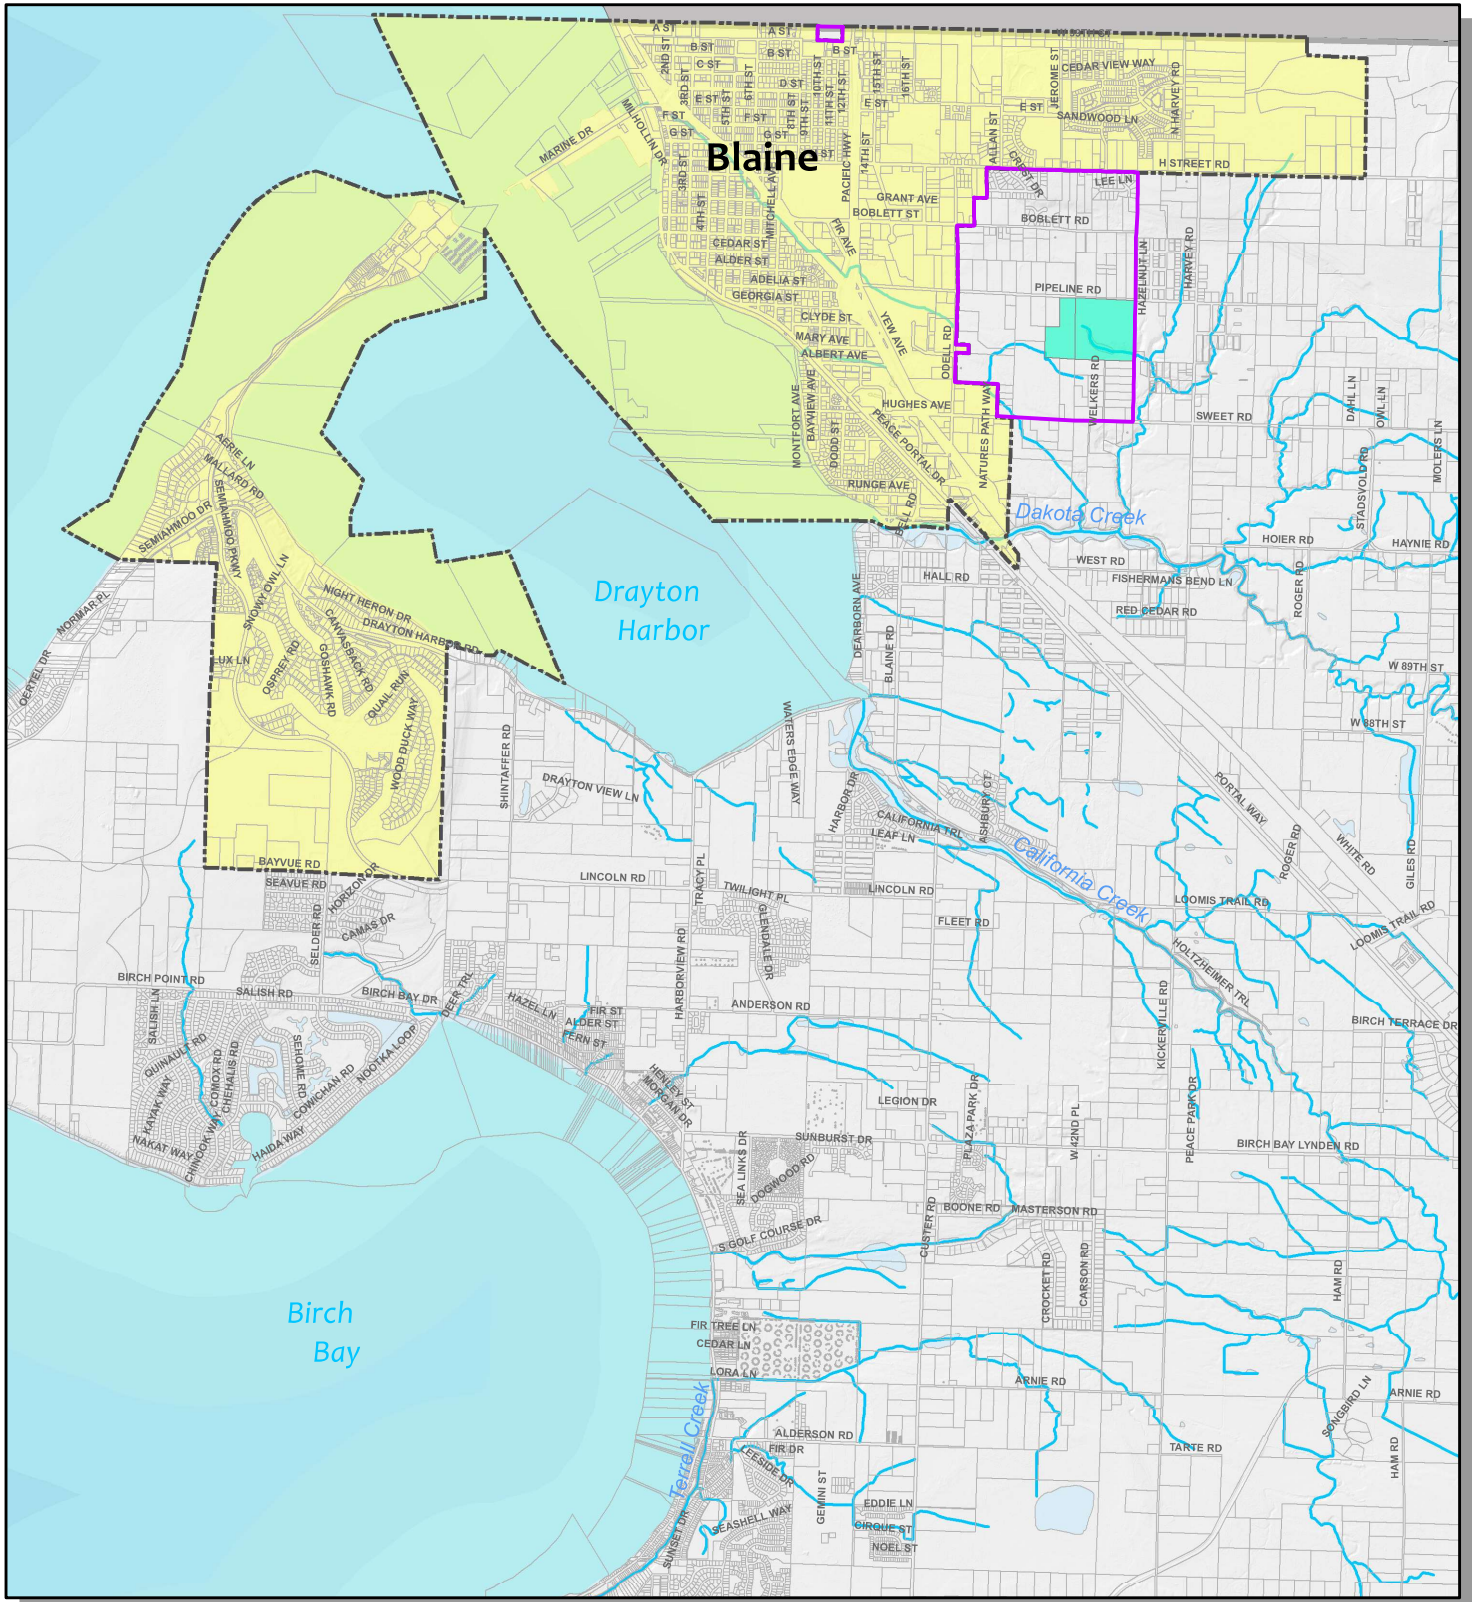 A ST
A ST
W 99TH ST
2ND ST
B ST
B ST
B ST
C ST
CEDAR VIEW WAY
JEROME ST
3RD ST
5TH ST
6TH ST
D ST
10TH ST
15TH ST
16TH ST
E ST
E ST
E ST
8TH ST
9TH ST
11TH ST
12TH ST
N HARVEY RD
MILHOLLIN DR
F ST
F ST
SANDWOOD LN
G ST
G ST
MARINE DR
ALLAN ST
Blaine
ST
PACIFIC HWY
14TH ST
CREST DR
H STREET RD
3RD ST
4TH ST
MITCHELL AV
LEE LN
GRANT AVE
BOBLETT ST
BOBLETT RD
FIR AVE
CEDAR ST
ALDER ST
ADELIA ST
GEORGIA ST
HAZELNUT LN
HARVEY RD
PIPELINE RD
CLYDE ST
YEW AVE
MARY AVE
ALBERT AVE
ODELL RD
MONTFORT AVE
BAYVIEW AVE
DODD ST
HUGHES AVE
PEACE PORTAL DR
NATURES PATH WAY
WELKERS RD
SWEET RD
DAHL LN
OWL LN
MOLERS LN
STADSVOLD RD
AERIE LN
MALLARD RD
SEMIAHMOO DR
SEMIAHMOO PKWY
RUNGE AVE
Dakota Creek
HOIER RD
HAYNIE RD
WEST RD
HALL RD
FISHERMANS BEND LN
RED CEDAR RD
ROGER RD
NORMAR PL
OERTEL DR
SNOWY OWL LN
NIGHT HERON DR
DRAYTON HARBOR RD
CANVASBACK RD
LUX LN
OSPREY RD
GOSHAWK RD
QUAIL RUN
WOOD DUCK WAY
Drayton
Harbor
DEARBORN AVE
BLAINE RD
W 89TH ST
W 88TH ST
SHINTAFFER RD
DRAYTON VIEW LN
WATERS EDGE WAY
HARBOR DR
CALIFORNIA TRL
LEAF LN
ASHBURY CT
PORTAL WAY
ROGER RD
WHITE RD
GILES RD
California Creek
BAYVUE RD
SEAVUE RD
HORIZON DR
SELDER RD
CAMAS DR
LINCOLN RD
TRACY PL
TWILIGHT PL
LINCOLN RD
GLENDALE DR
FLEET RD
LOOMIS TRAIL RD
LOOMIS TRAIL RD
HOLTZHEIMER TRL
BIRCH POINT RD
SALISH RD
BIRCH BAY DR
DEER TRL
HAZEL LN
FIR ST
ALDER ST
FERN ST
HARBORVIEW RD
ANDERSON RD
KICKERVILLE RD
BIRCH TERRACE DR
SALISH LN
QUINAULT RD
KAYAK WAY
COMOX RD
CHEHALIS RD
SEHOME RD
COWICHAN RD
NOOTKA LOOP
NAKAT WAY
CHINOOK WAY
HAIDA WAY
HENLEY ST
MORGAN DR
LEGION DR
PLAZA PARK DR
W 42ND PL
PEACE PARK DR
SUNBURST DR
BIRCH BAY LYNDEN RD
SEA LINKS DR
DOGWOOD RD
S GOLF COURSE DR
CUSTER RD
BOONE RD
MASTERSON RD
CROCKET RD
CARSON RD
HAM RD
Birch
Bay
FIR TREE LN
CEDAR LN
LORA LN
ARNIE RD
ARNIE RD
Terrell Creek
ALDERSON RD
FIR DR
LEESIDE DR
GEMINI ST
TARTE RD
SONGBIRD LN
HAM RD
EDDIE LN
CIRQUE ST
NOEL ST
SEASHELL WAY
SUNSET DR